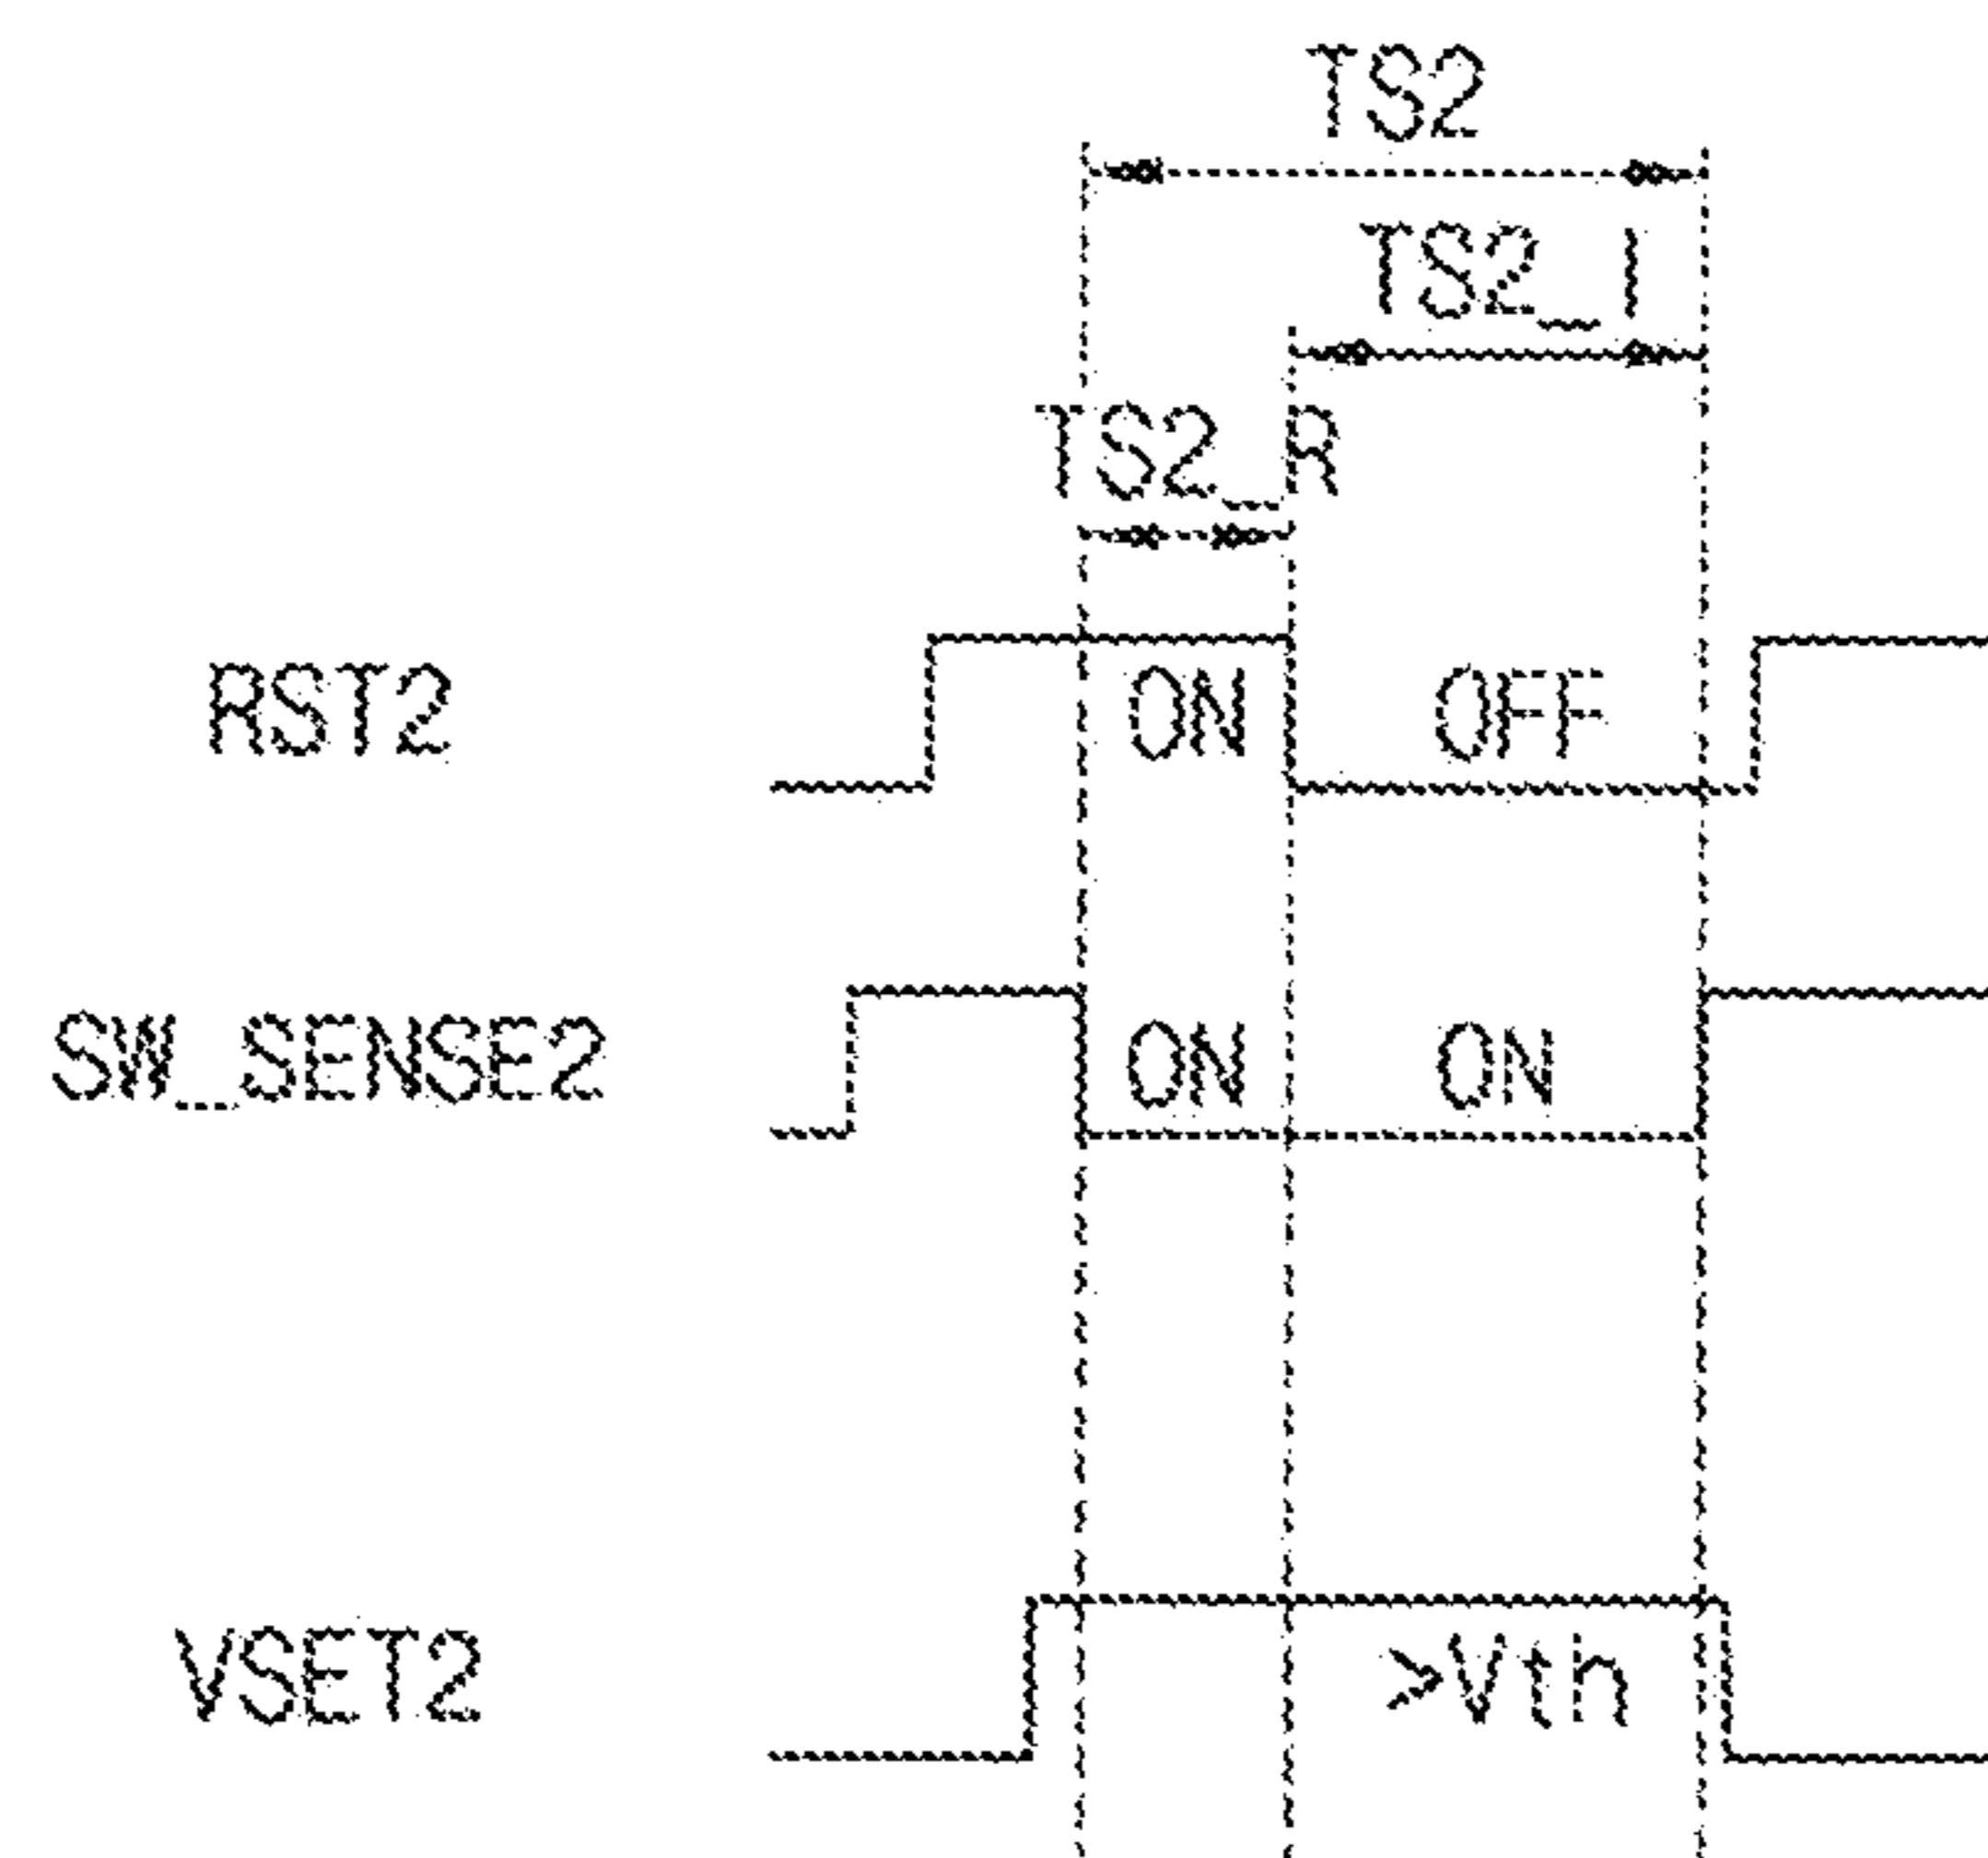 TS2
TS2_I
TS2_R
RST2 ON OFF
SW_SENSE2 ON ON
VSET2 >Vth